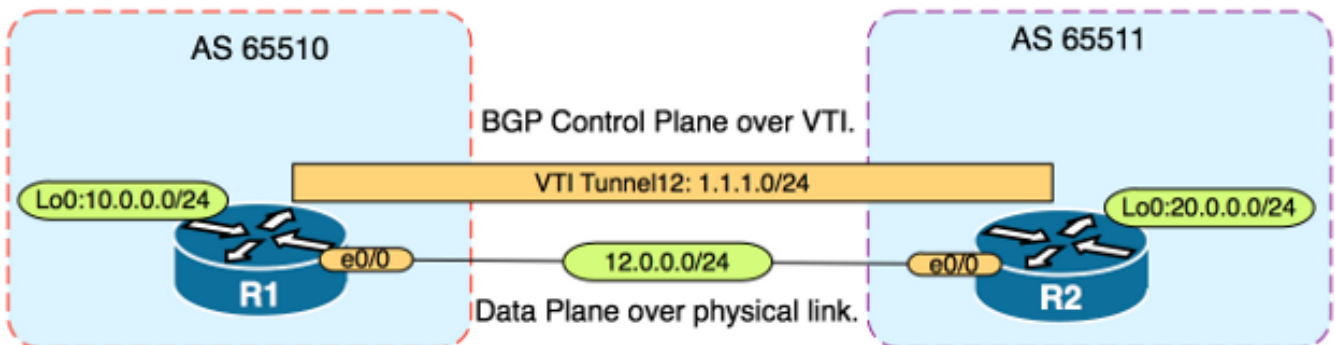 AS 65510
AS 65511
BGP Control Plane over VTI.
VTI Tunnel12: 1.1.1.0/24
Lo0:10.0.0.0/24
Lo0:20.0.0.0/24
e0/0
12.0.0.0/24
e0/0
R1
R2
Data Plane over physical link.